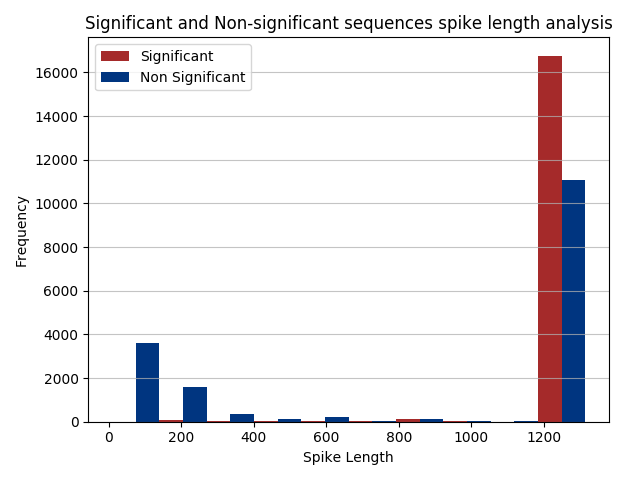 Significant and Non-significant sequences spike length analysis
Significant
Non Significant
16000
14000
12000
10000
8000
6000
4000
2000
0
Frequency
0 200 400 600 800 1000 1200
Spike Length